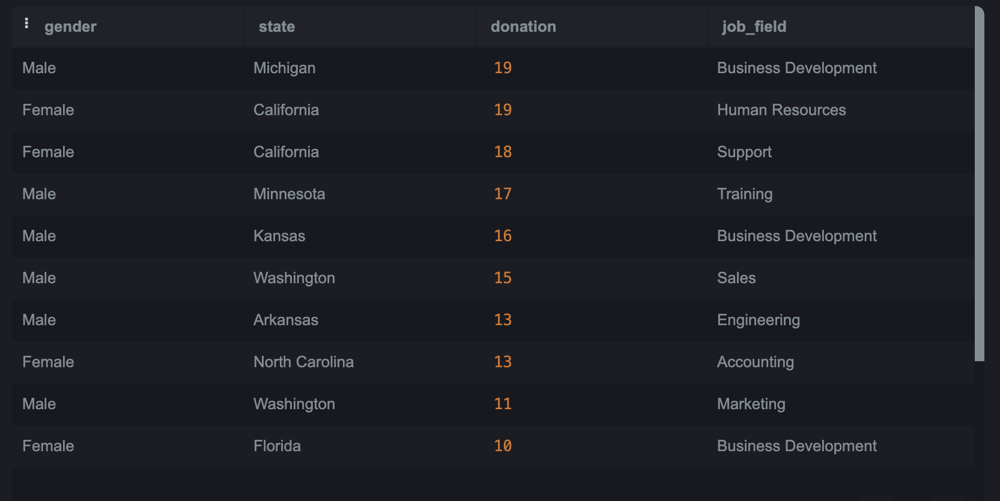 gender state donation job_field
Male Michigan 19 Business Development
Female California 19 Human Resources
Female California 18 Support
Male Minnesota 17 Training
Male Kansas 16 Business Development
Male Washington 15 Sales
Male Arkansas 13 Engineering
Female North Carolina 13 Accounting
Male Washington 11 Marketing
Female Florida 10 Business Development